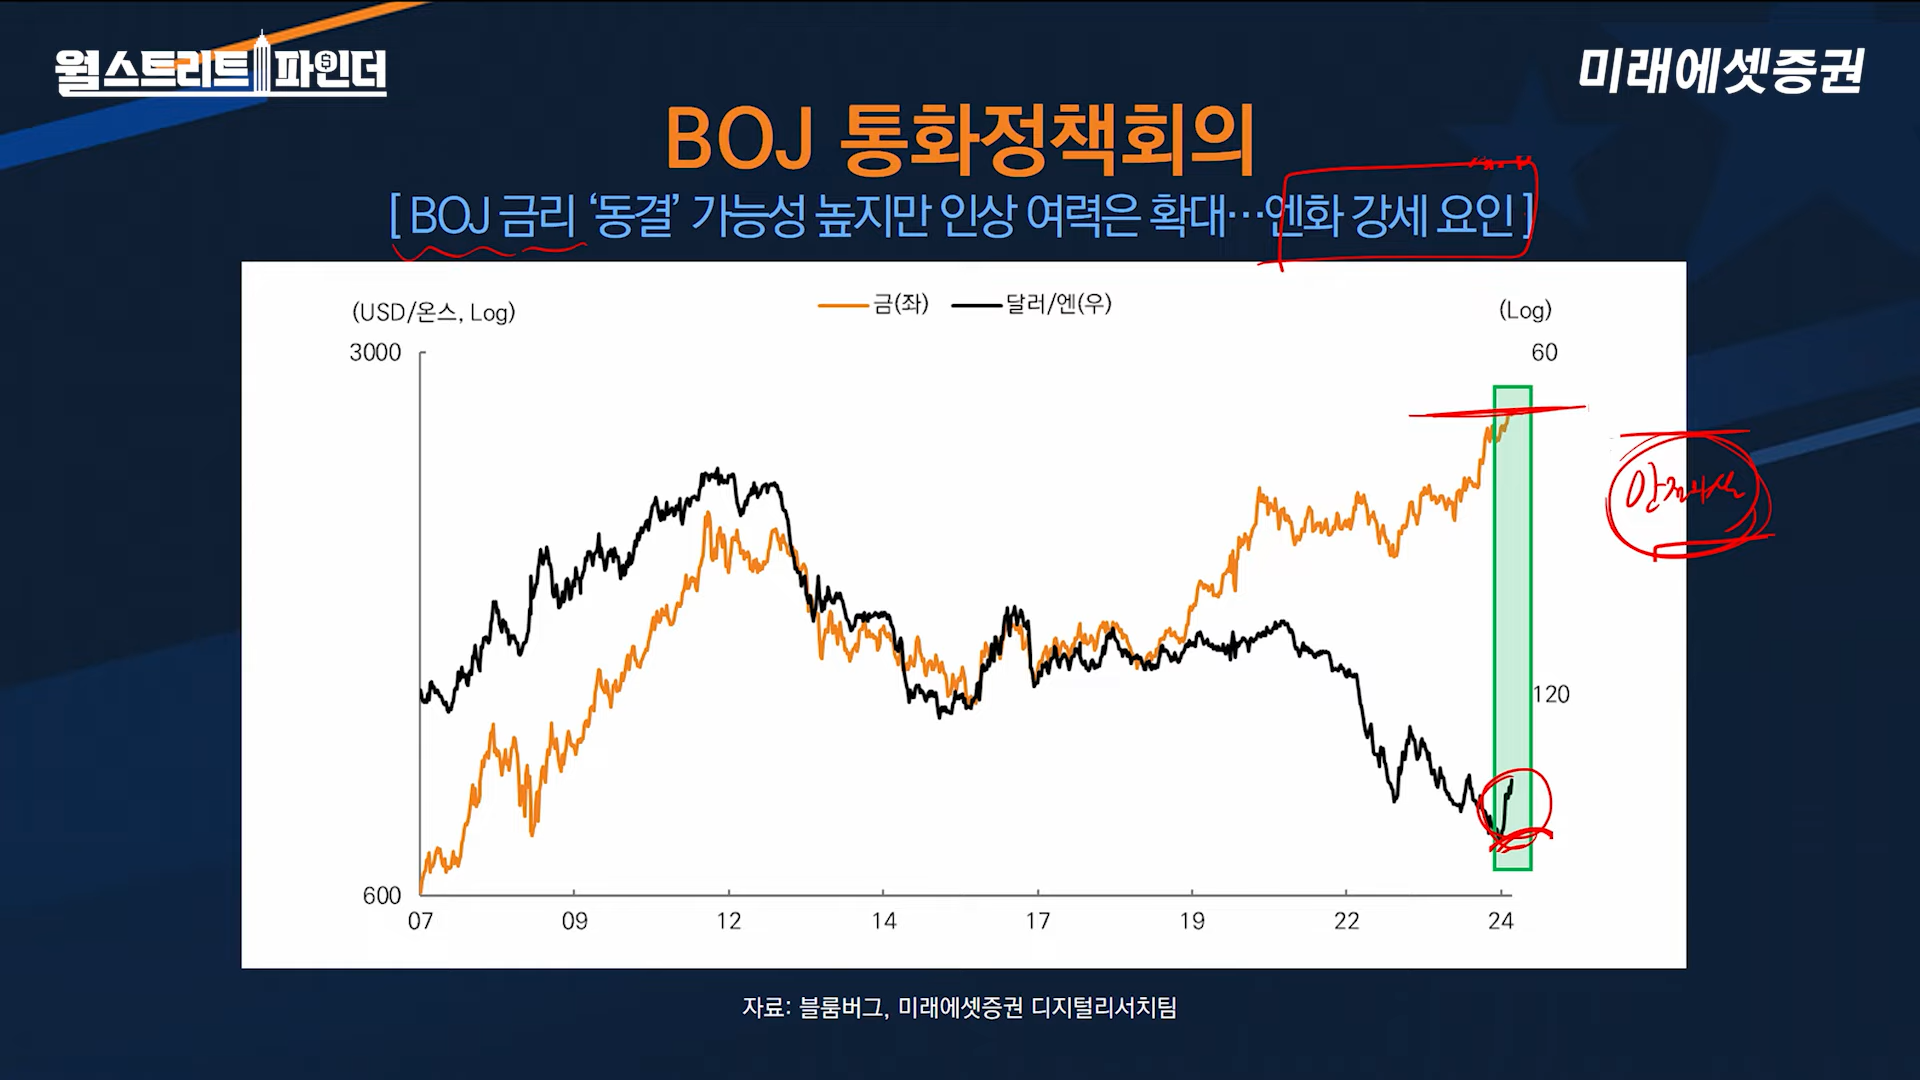 월스트리트 파인더
미래에셋증권
BOJ 통화정책회의
[ BOJ 금리 ‘동결’ 가능성 높지만 인상 여력은 확대…엔화 강세 요인 ]
(USD/온스, Log)
금(좌) 달러/엔(우)
(Log)
3000
60
안전자산
120
600
07 09 12 14 17 19 22 24
자료: 블룸버그, 미래에셋증권 디지털리서치팀